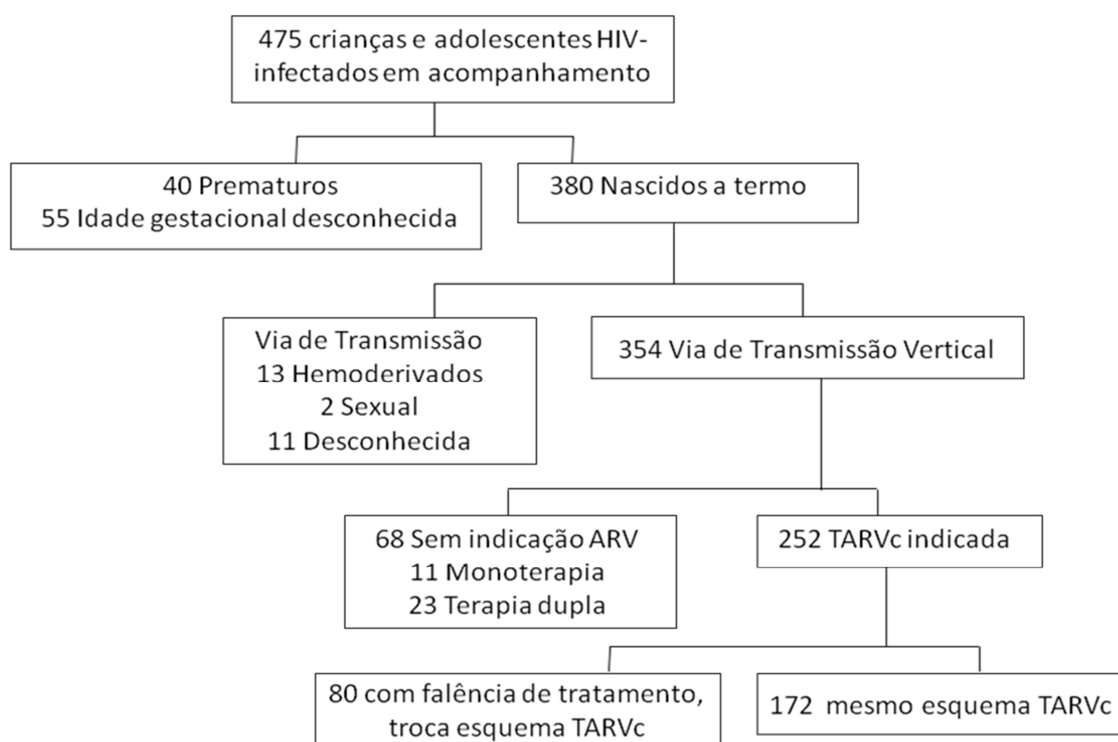 475 crianças e adolescentes HIV-
infectados em acompanhamento
40 Prematuros
55 Idade gestacional desconhecida
380 Nascidos a termo
Via de Transmissão
13 Hemoderivados
2 Sexual
11 Desconhecida
354 Via de Transmissão Vertical
68 Sem indicação ARV
11 Monoterapia
23 Terapia dupla
252 TARVc indicada
80 com falência de tratamento,
troca esquema TARVc
172 mesmo esquema TARVc